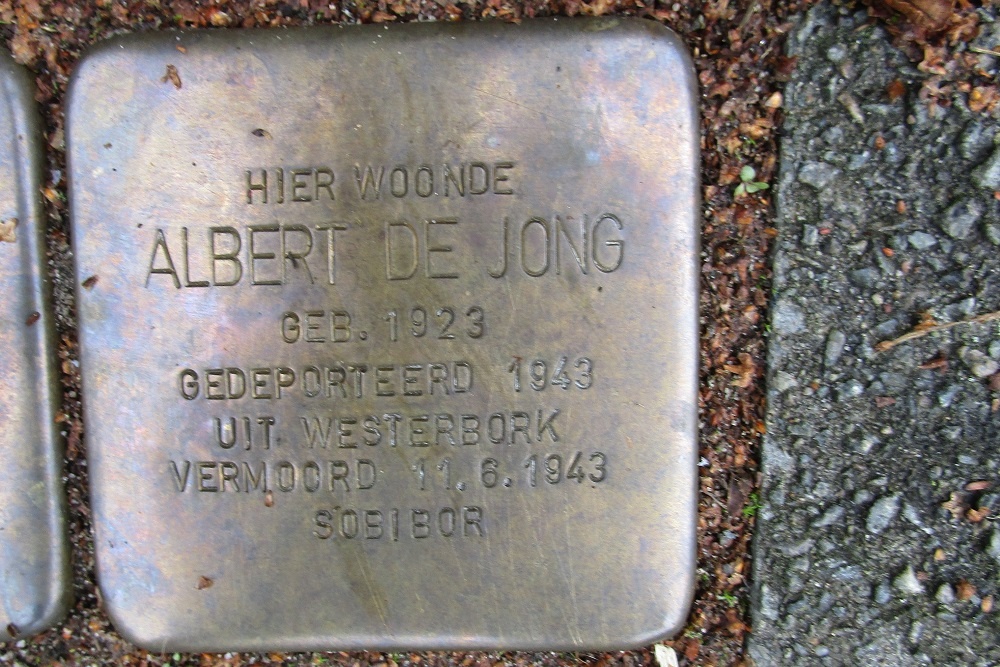 HIER WOONDE
ALBERT DE JONG
GEB. 1923
GEDEPORTEERD 1943
UIT WESTERBORK
VERMOORD 11.6.1943
SOBIBOR